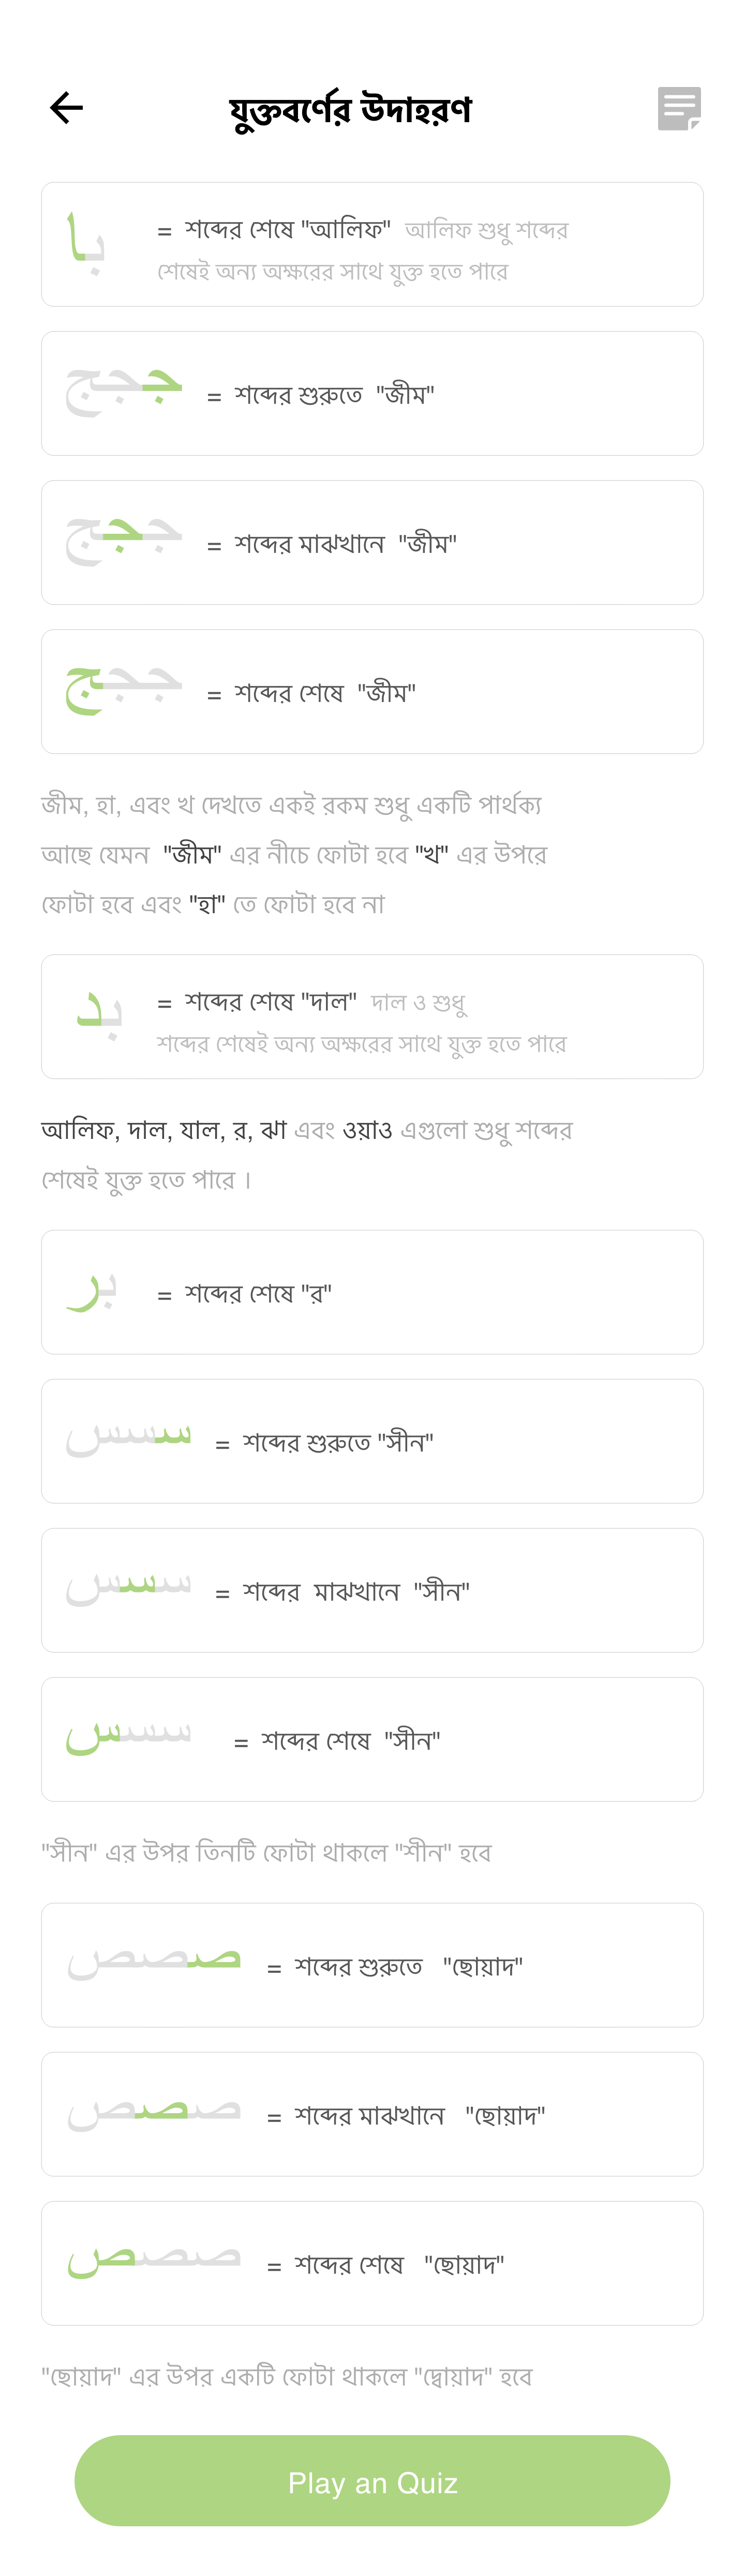 যুক্তবর্ণের উদাহরণ
با = শব্দের শেষে "আলিফ" আলিফ শুধু শব্দের
শেষেই অন্য অক্ষরের সাথে যুক্ত হতে পারে
ججج = শব্দের শুরুতে "জীম"
ججج = শব্দের মাঝখানে "জীম"
ججج = শব্দের শেষে "জীম"
জীম, হা, এবং খ দেখতে একই রকম শুধু একটি পার্থক্য
আছে যেমন "জীম" এর নীচে ফোটা হবে "খ" এর উপরে
ফোটা হবে এবং "হা" তে ফোটা হবে না
بد = শব্দের শেষে "দাল" দাল ও শুধু
শব্দের শেষেই অন্য অক্ষরের সাথে যুক্ত হতে পারে
আলিফ, দাল, যাল, র, ঝা এবং ওয়াও এগুলো শুধু শব্দের
শেষেই যুক্ত হতে পারে ।
بر = শব্দের শেষে "র"
سسس = শব্দের শুরুতে "সীন"
سسس = শব্দের মাঝখানে "সীন"
سسس = শব্দের শেষে "সীন"
"সীন" এর উপর তিনটি ফোটা থাকলে "শীন" হবে
صصص = শব্দের শুরুতে "ছোয়াদ"
صصص = শব্দের মাঝখানে "ছোয়াদ"
صصص = শব্দের শেষে "ছোয়াদ"
"ছোয়াদ" এর উপর একটি ফোটা থাকলে "দ্বোয়াদ" হবে
Play an Quiz